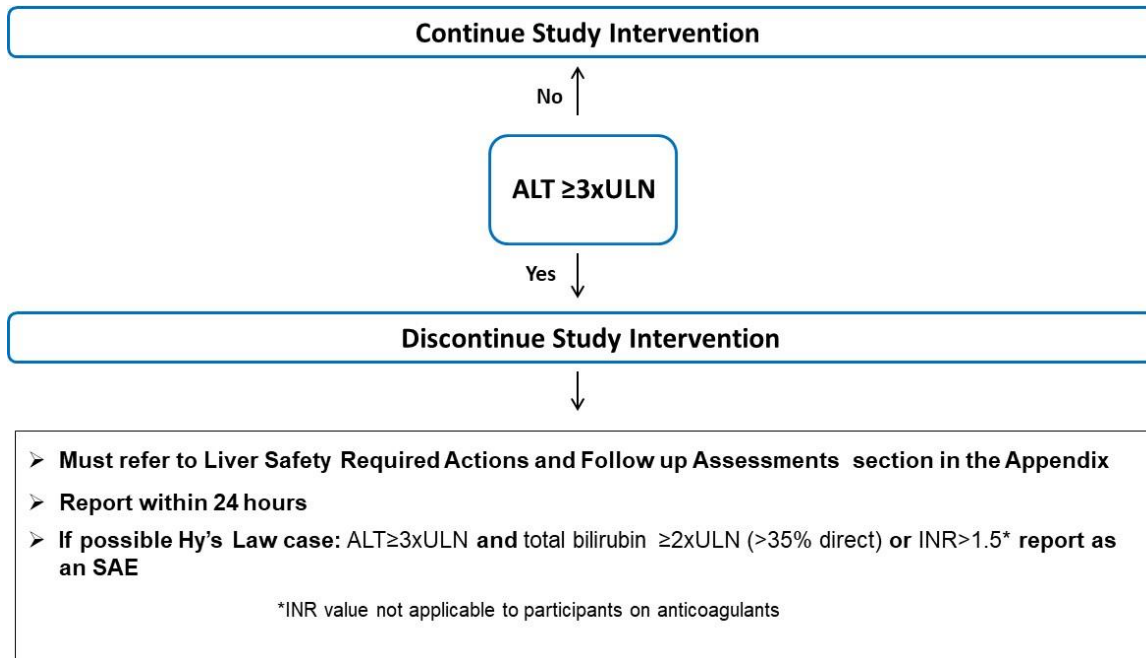 Continue Study Intervention
No
ALT ≥3xULN
Yes
Discontinue Study Intervention
➢ Must refer to Liver Safety Required Actions and Follow up Assessments section in the Appendix
➢ Report within 24 hours
➢ If possible Hy's Law case: ALT≥3xULN and total bilirubin ≥2xULN (>35% direct) or INR>1.5* report as
an SAE
*INR value not applicable to participants on anticoagulants